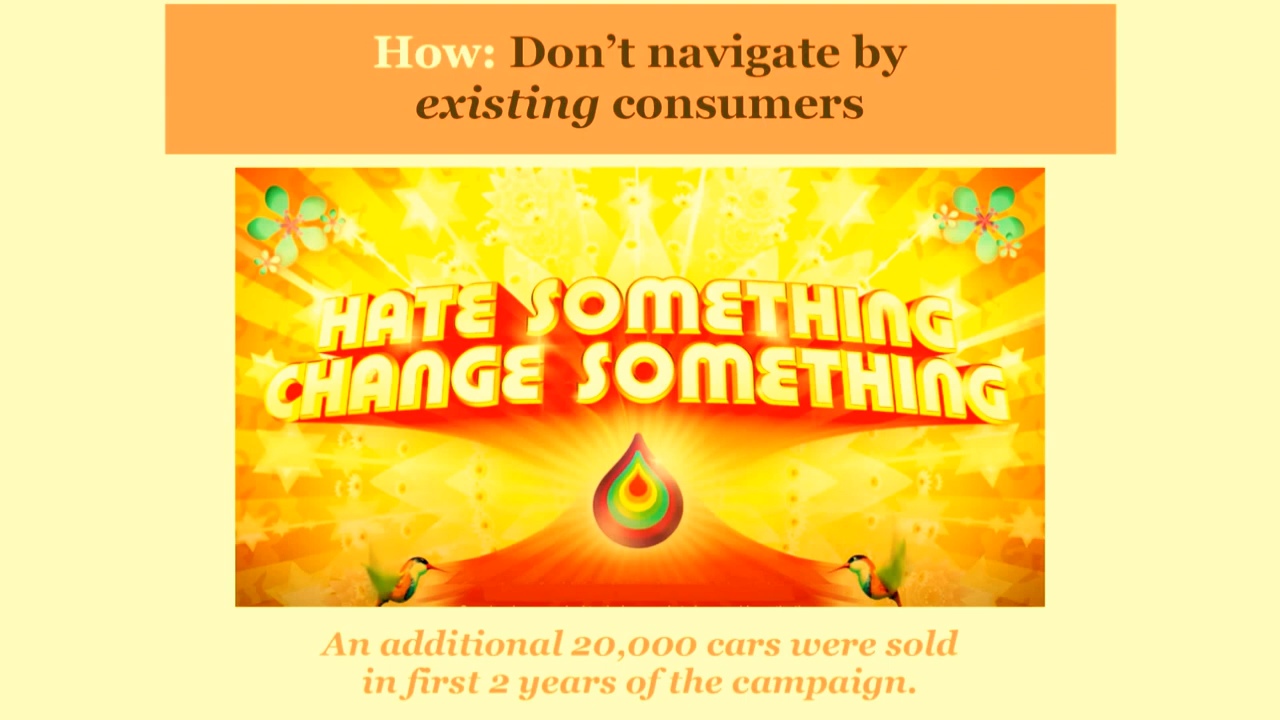 How: Don’t navigate by
existing consumers
HATE SOMETHING
CHANGE SOMETHING
An additional 20,000 cars were sold
in first 2 years of the campaign.